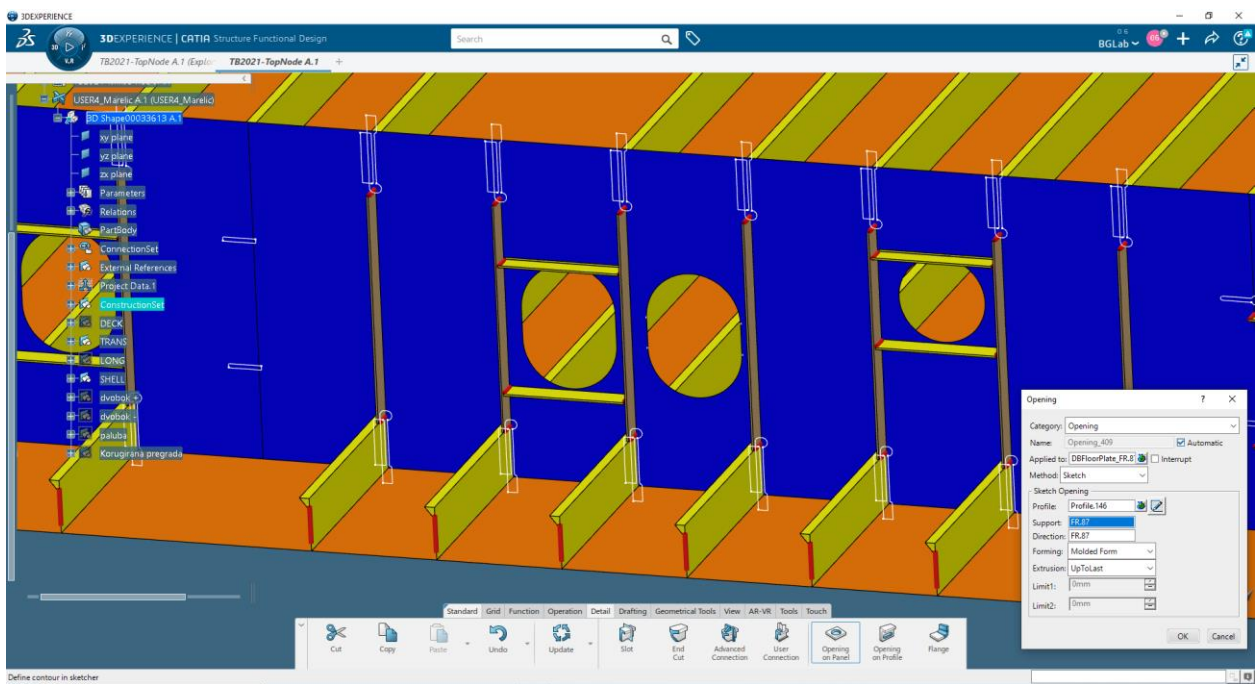 3DEXPERIENCE
3DEXPERIENCE | CATIA Structure Functional Design
Search
O 6
BGLab
O6
3D
V.R
TB2021-TopNode A.1 (Explo
TB2021-TopNode A.1
USER4_Marelic A.1 (USER4_Marelic)
3D Shape00033613 A.1
xy plane
yz plane
zx plane
Parameters
Relations
PartBody
ConnectionSet
External References
Project Data.1
ConstructionSet
DECK
TRANS
LONG
SHELL
dvobok +
dvobok -
paluba
Korugirana pregrada
Opening
Category: Opening
Name: Opening_409 Automatic
Applied to: DBFloorPlate_FR.8 Interrupt
Method: Sketch
Sketch Opening
Profile: Profile.146
Support: FR.87
Direction: FR.87
Forming: Molded Form
Extrusion: UpToLast
Limit1: 0mm
Limit2: 0mm
OK Cancel
Standard Grid Function Operation Detail Drafting Geometrical Tools View AR-VR Tools Touch
Cut Copy Paste Undo Update Slot End Cut Advanced Connection User Connection Opening on Panel Opening on Profile Flange
Define contour in sketcher